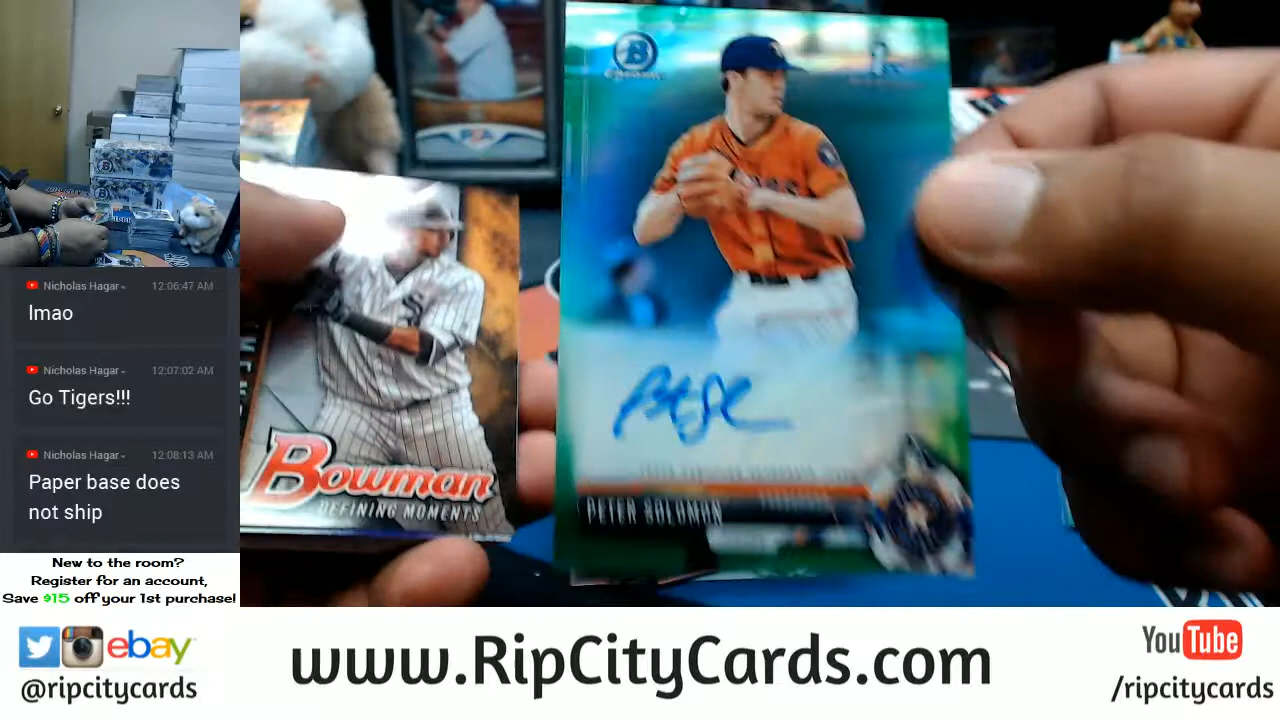 Nicholas Hagar 12:06:47 AM
lmao
Nicholas Hagar 12:07:02 AM
Go Tigers!!!
Nicholas Hagar 12:08:13 AM
Paper base does
not ship
New to the room?
Register for an account,
Save $15 off your 1st purchase!
B
Bowman
DEFINING MOMENTS
PETER SOLOMON
ebay
@ripcitycards
www.RipCityCards.com
YouTube
/ripcitycards